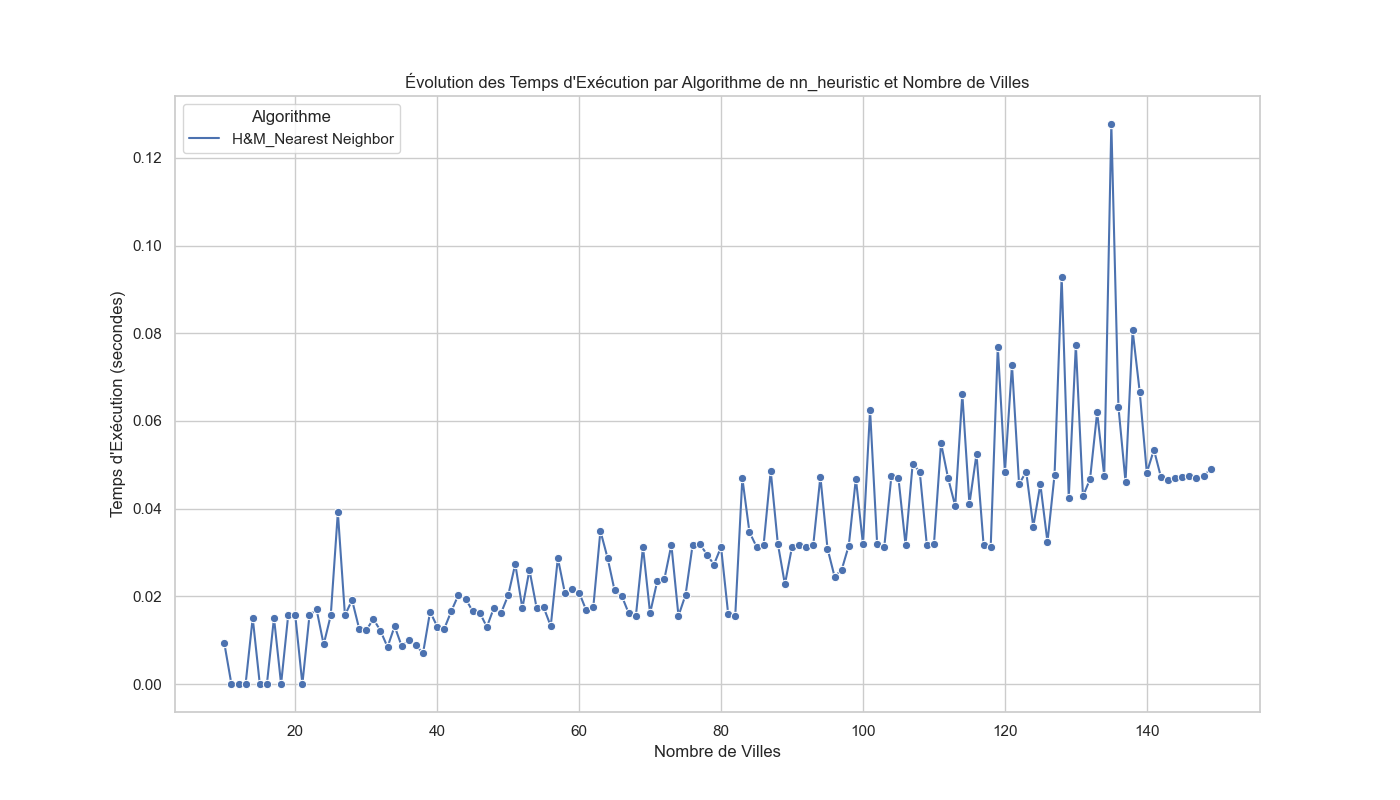 Évolution des Temps d'Exécution par Algorithme de nn_heuristic et Nombre de Villes
Algorithme
H&M_Nearest Neighbor
Temps d'Exécution (secondes)
0.12
0.10
0.08
0.06
0.04
0.02
0.00
20 40 60 80 100 120 140
Nombre de Villes